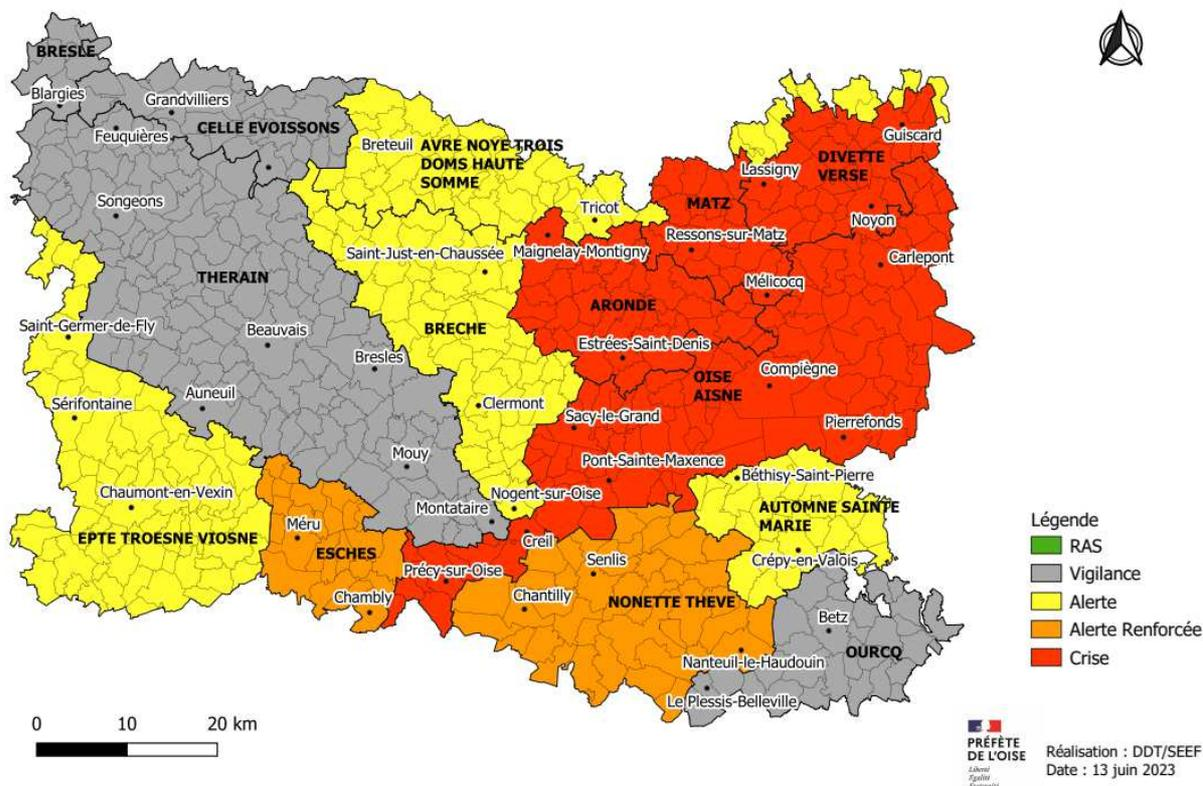 BRESLE
Blargies
Grandvilliers
Feuquières
CELLE EVOISSONS
Breteuil
AVRE NOYE TROIS
DOMS HAUTE
SOMME
Guiscard
DIVETTE
VERSE
Lassigny
Songeons
Tricot
MATZ
Noyon
Saint-Just-en-Chaussée
Maignelay-Montigny
Ressons-sur-Matz
Carlepont
THERAIN
Mélicocq
ARONDE
Saint-Germer-de-Fly
Beauvais
BRECHE
Estrées-Saint-Denis
Bresles
OISE
AISNE
Compiègne
Auneuil
Clermont
Sérifontaine
Sacy-le-Grand
Pierrefonds
Mouy
Pont-Sainte-Maxence
Chaumont-en-Vexin
Nogent-sur-Oise
Béthisy-Saint-Pierre
Montataire
AUTOMNE SAINTE
MARIE
Méru
EPTE TROESNE VIOSNE
ESCHES
Creil
Senlis
Crépy-en-Valois
Précy-sur-Oise
Chambly
Chantilly
NONETTE THEVE
Betz
OURCQ
Nanteuil-le-Haudouin
Le Plessis-Belleville
Légende
RAS
Vigilance
Alerte
Alerte Renforcée
Crise
0 10 20 km
PRÉFÈTE
DE L'OISE
Liberté
Égalité
Fraternité
Réalisation : DDT/SEEF
Date : 13 juin 2023